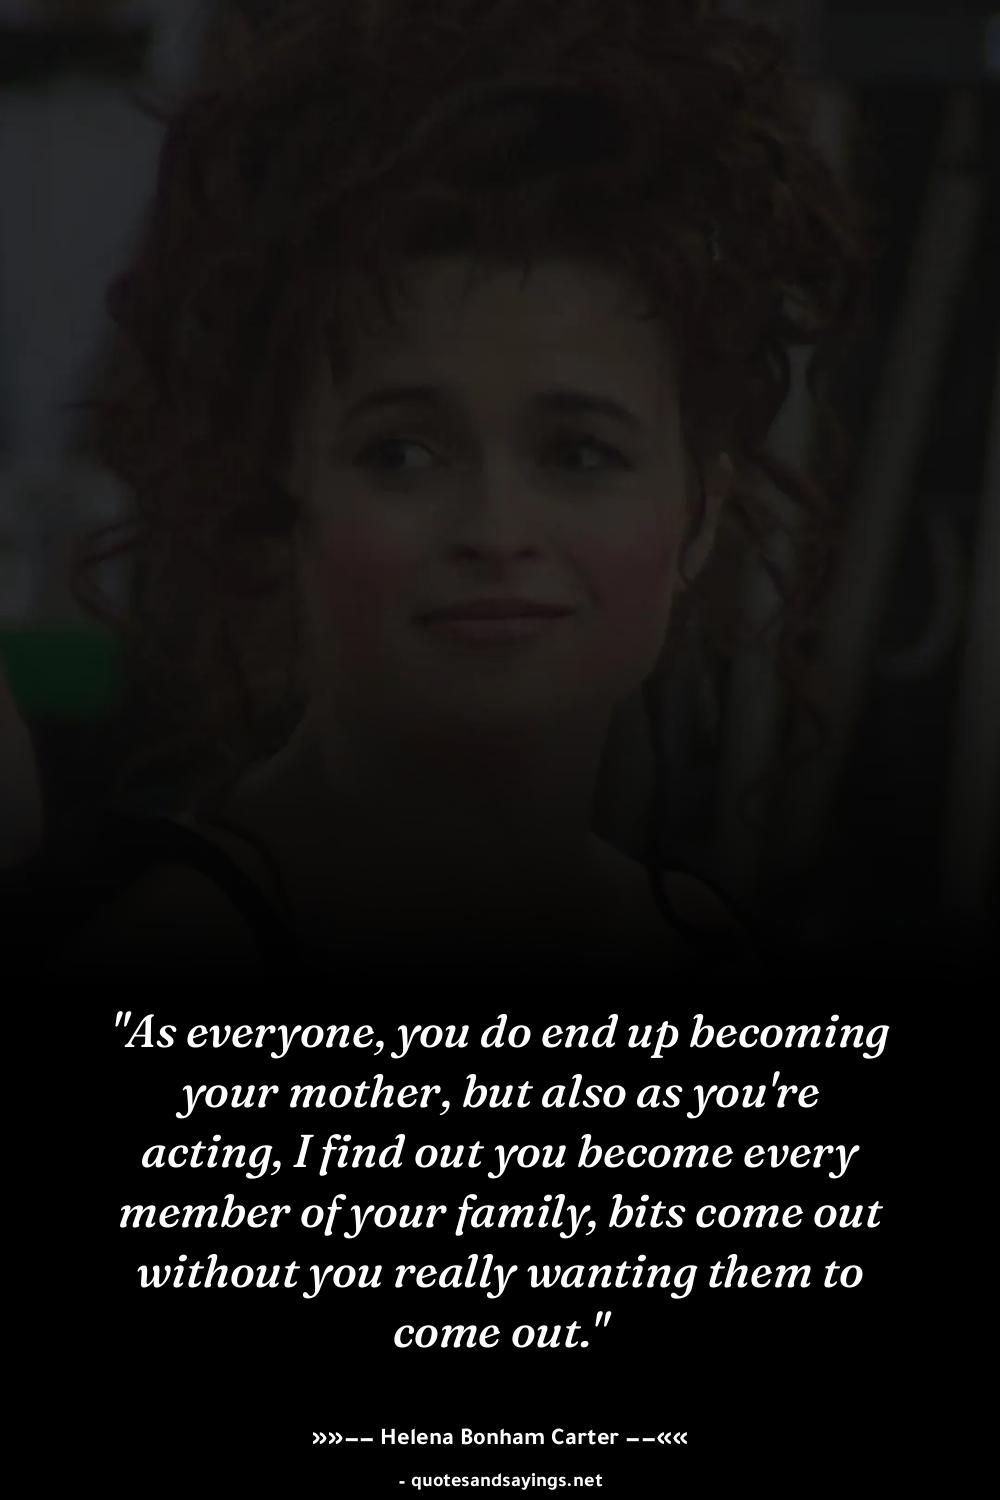 "As everyone, you do end up becoming
your mother, but also as you're
acting, I find out you become every
member of your family, bits come out
without you really wanting them to
come out."
»»−− Helena Bonham Carter −−««
- quotesandsayings.net